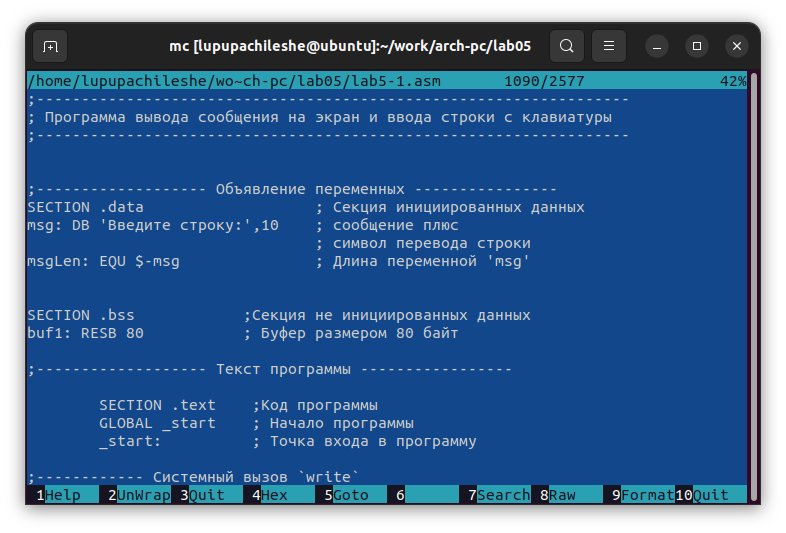 mc [lupupachileshe@ubuntu]:~/work/arch-pc/lab05
/home/lupupachileshe/wo~ch-pc/lab05/lab5-1.asm       1090/2577               42%
;------------------------------------------------------------------
; Программа вывода сообщения на экран и ввода строки с клавиатуры
;------------------------------------------------------------------
;------------------- Объявление переменных ----------------
SECTION .data                   ; Секция инициированных данных
msg: DB 'Введите строку:',10    ; сообщение плюс
                                ; символ перевода строки
msgLen: EQU $-msg               ; Длина переменной 'msg'
SECTION .bss            ;Секция не инициированных данных
buf1: RESB 80           ; Буфер размером 80 байт
;------------------- Текст программы -----------------
        SECTION .text    ;Код программы
        GLOBAL _start    ; Начало программы
        _start:          ; Точка входа в программу
;------------ Системный вызов `write`
1Help 2UnWrap 3Quit 4Hex 5Goto 6 7Search 8Raw 9Format 10Quit